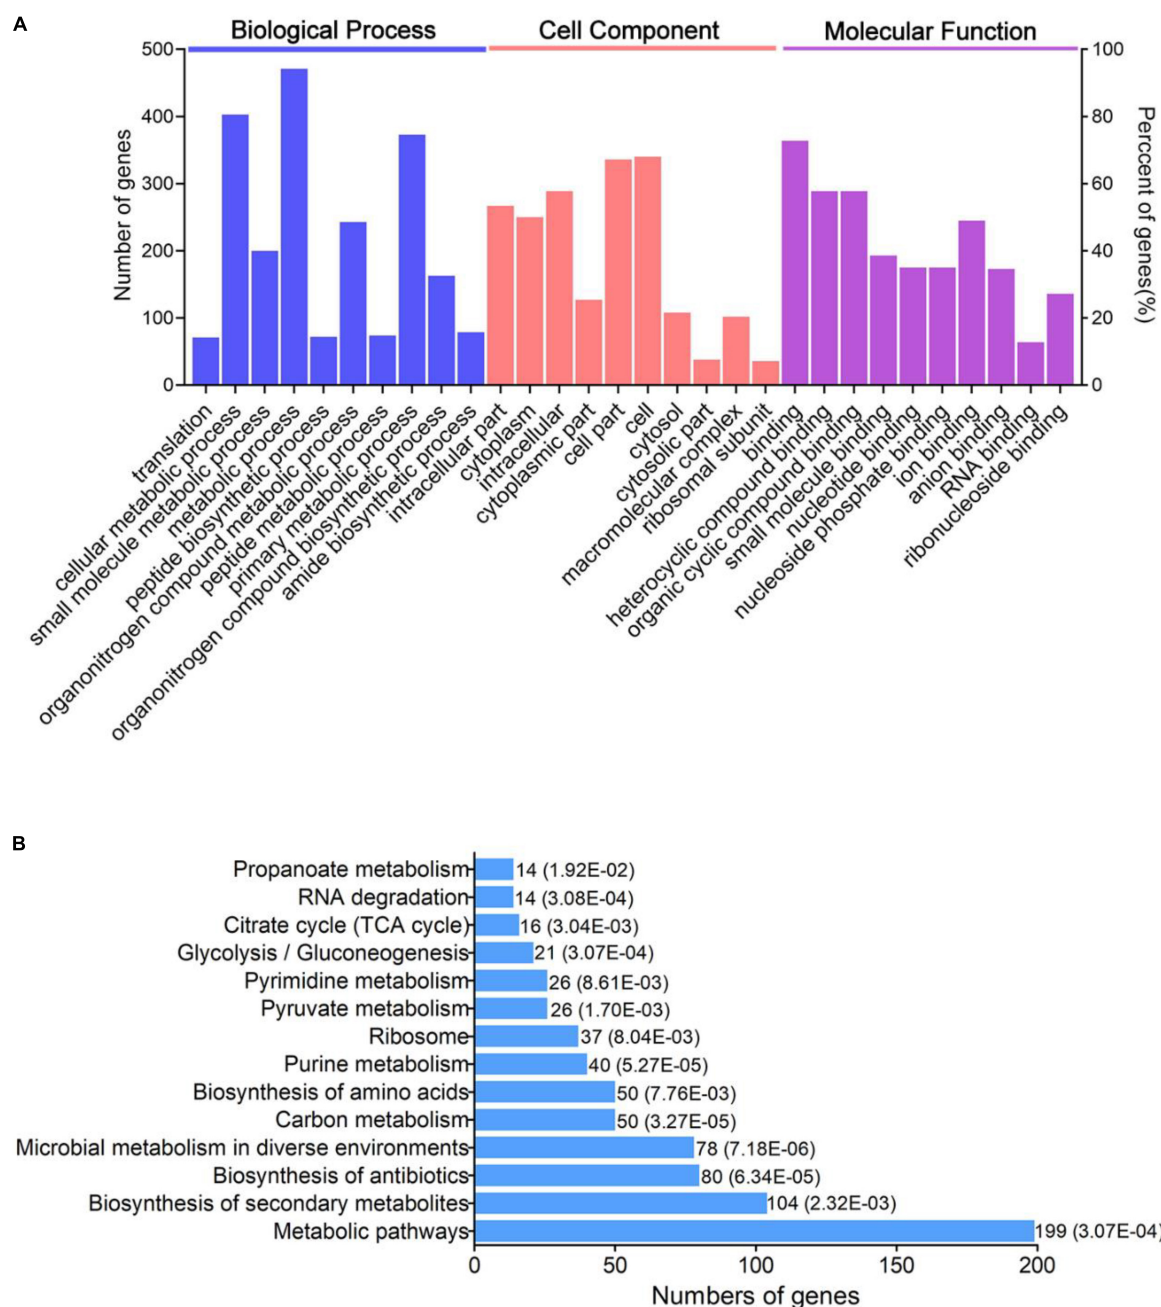 A
Biological Process
Cell Component
Molecular Function
500
400
300
200
100
0
Number of genes
100
80
60
40
20
0
Perccent of genes(%)
translation
cellular metabolic process
small molecule metabolic process
metabolic process
peptide biosynthetic process
organonitrogen compound metabolic process
peptide metabolic process
primary metabolic process
organonitrogen compound biosynthetic process
amide biosynthetic process
intracellular part
cytoplasm
intracellular
cytoplasmic part
cell part
cell
cytosol
cytosolic part
macromolecular complex
ribosomal subunit
binding
heterocyclic compound binding
organic cyclic compound binding
small molecule binding
nucleotide binding
nucleoside phosphate binding
ion binding
anion binding
RNA binding
ribonucleoside binding
B
Propanoate metabolism 14 (1.92E-02)
RNA degradation 14 (3.08E-04)
Citrate cycle (TCA cycle) 16 (3.04E-03)
Glycolysis / Gluconeogenesis 21 (3.07E-04)
Pyrimidine metabolism 26 (8.61E-03)
Pyruvate metabolism 26 (1.70E-03)
Ribosome 37 (8.04E-03)
Purine metabolism 40 (5.27E-05)
Biosynthesis of amino acids 50 (7.76E-03)
Carbon metabolism 50 (3.27E-05)
Microbial metabolism in diverse environments 78 (7.18E-06)
Biosynthesis of antibiotics 80 (6.34E-05)
Biosynthesis of secondary metabolites 104 (2.32E-03)
Metabolic pathways 199 (3.07E-04)
0 50 100 150 200
Numbers of genes